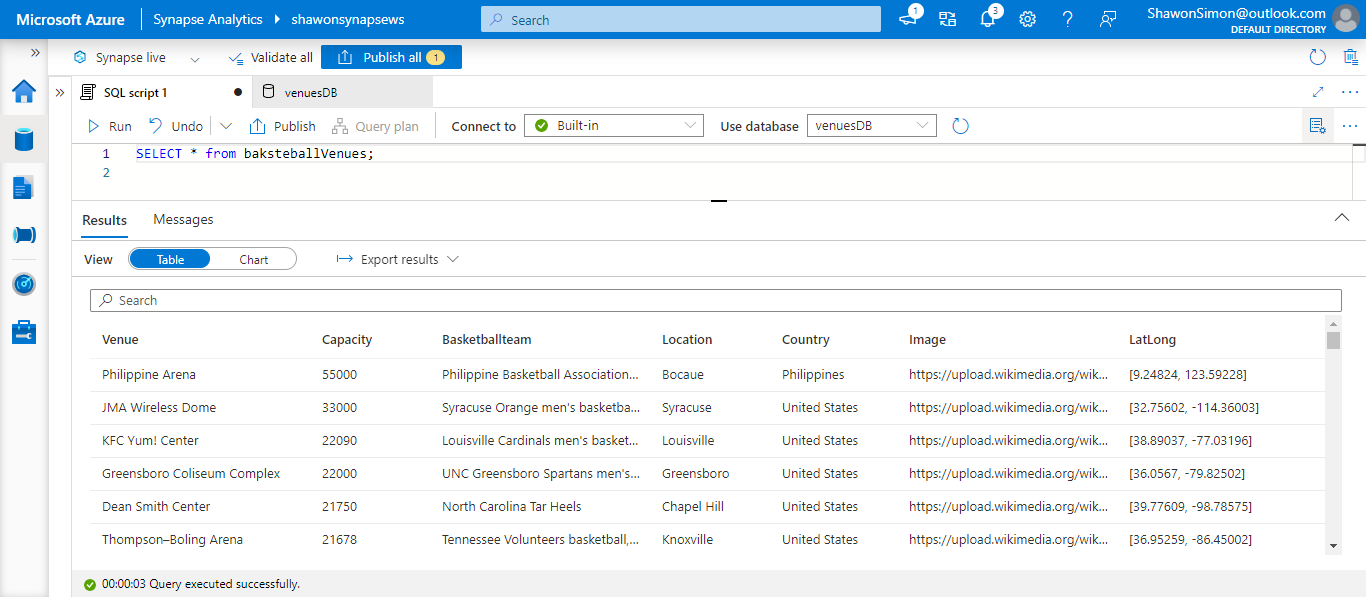 Microsoft Azure Synapse Analytics shawonsynapsews Search 1 3 ShawonSimon@outlook.com
DEFAULT DIRECTORY
Synapse live Validate all Publish all 1
SQL script 1 venuesDB
Run Undo Publish Query plan Connect to Built-in Use database venuesDB
1 SELECT * from baksteballVenues;
2
Results Messages
View Table Chart Export results
Search
Venue Capacity Basketballteam Location Country Image LatLong
Philippine Arena 55000 Philippine Basketball Association... Bocaue Philippines https://upload.wikimedia.org/wik... [9.24824, 123.59228]
JMA Wireless Dome 33000 Syracuse Orange men's basketba... Syracuse United States https://upload.wikimedia.org/wik... [32.75602, -114.36003]
KFC Yum! Center 22090 Louisville Cardinals men's basket... Louisville United States https://upload.wikimedia.org/wik... [38.89037, -77.03196]
Greensboro Coliseum Complex 22000 UNC Greensboro Spartans men's... Greensboro United States https://upload.wikimedia.org/wik... [36.0567, -79.82502]
Dean Smith Center 21750 North Carolina Tar Heels Chapel Hill United States https://upload.wikimedia.org/wik... [39.77609, -98.78575]
Thompson–Boling Arena 21678 Tennessee Volunteers basketball,... Knoxville United States https://upload.wikimedia.org/wik... [36.95259, -86.45002]
00:00:03 Query executed successfully.